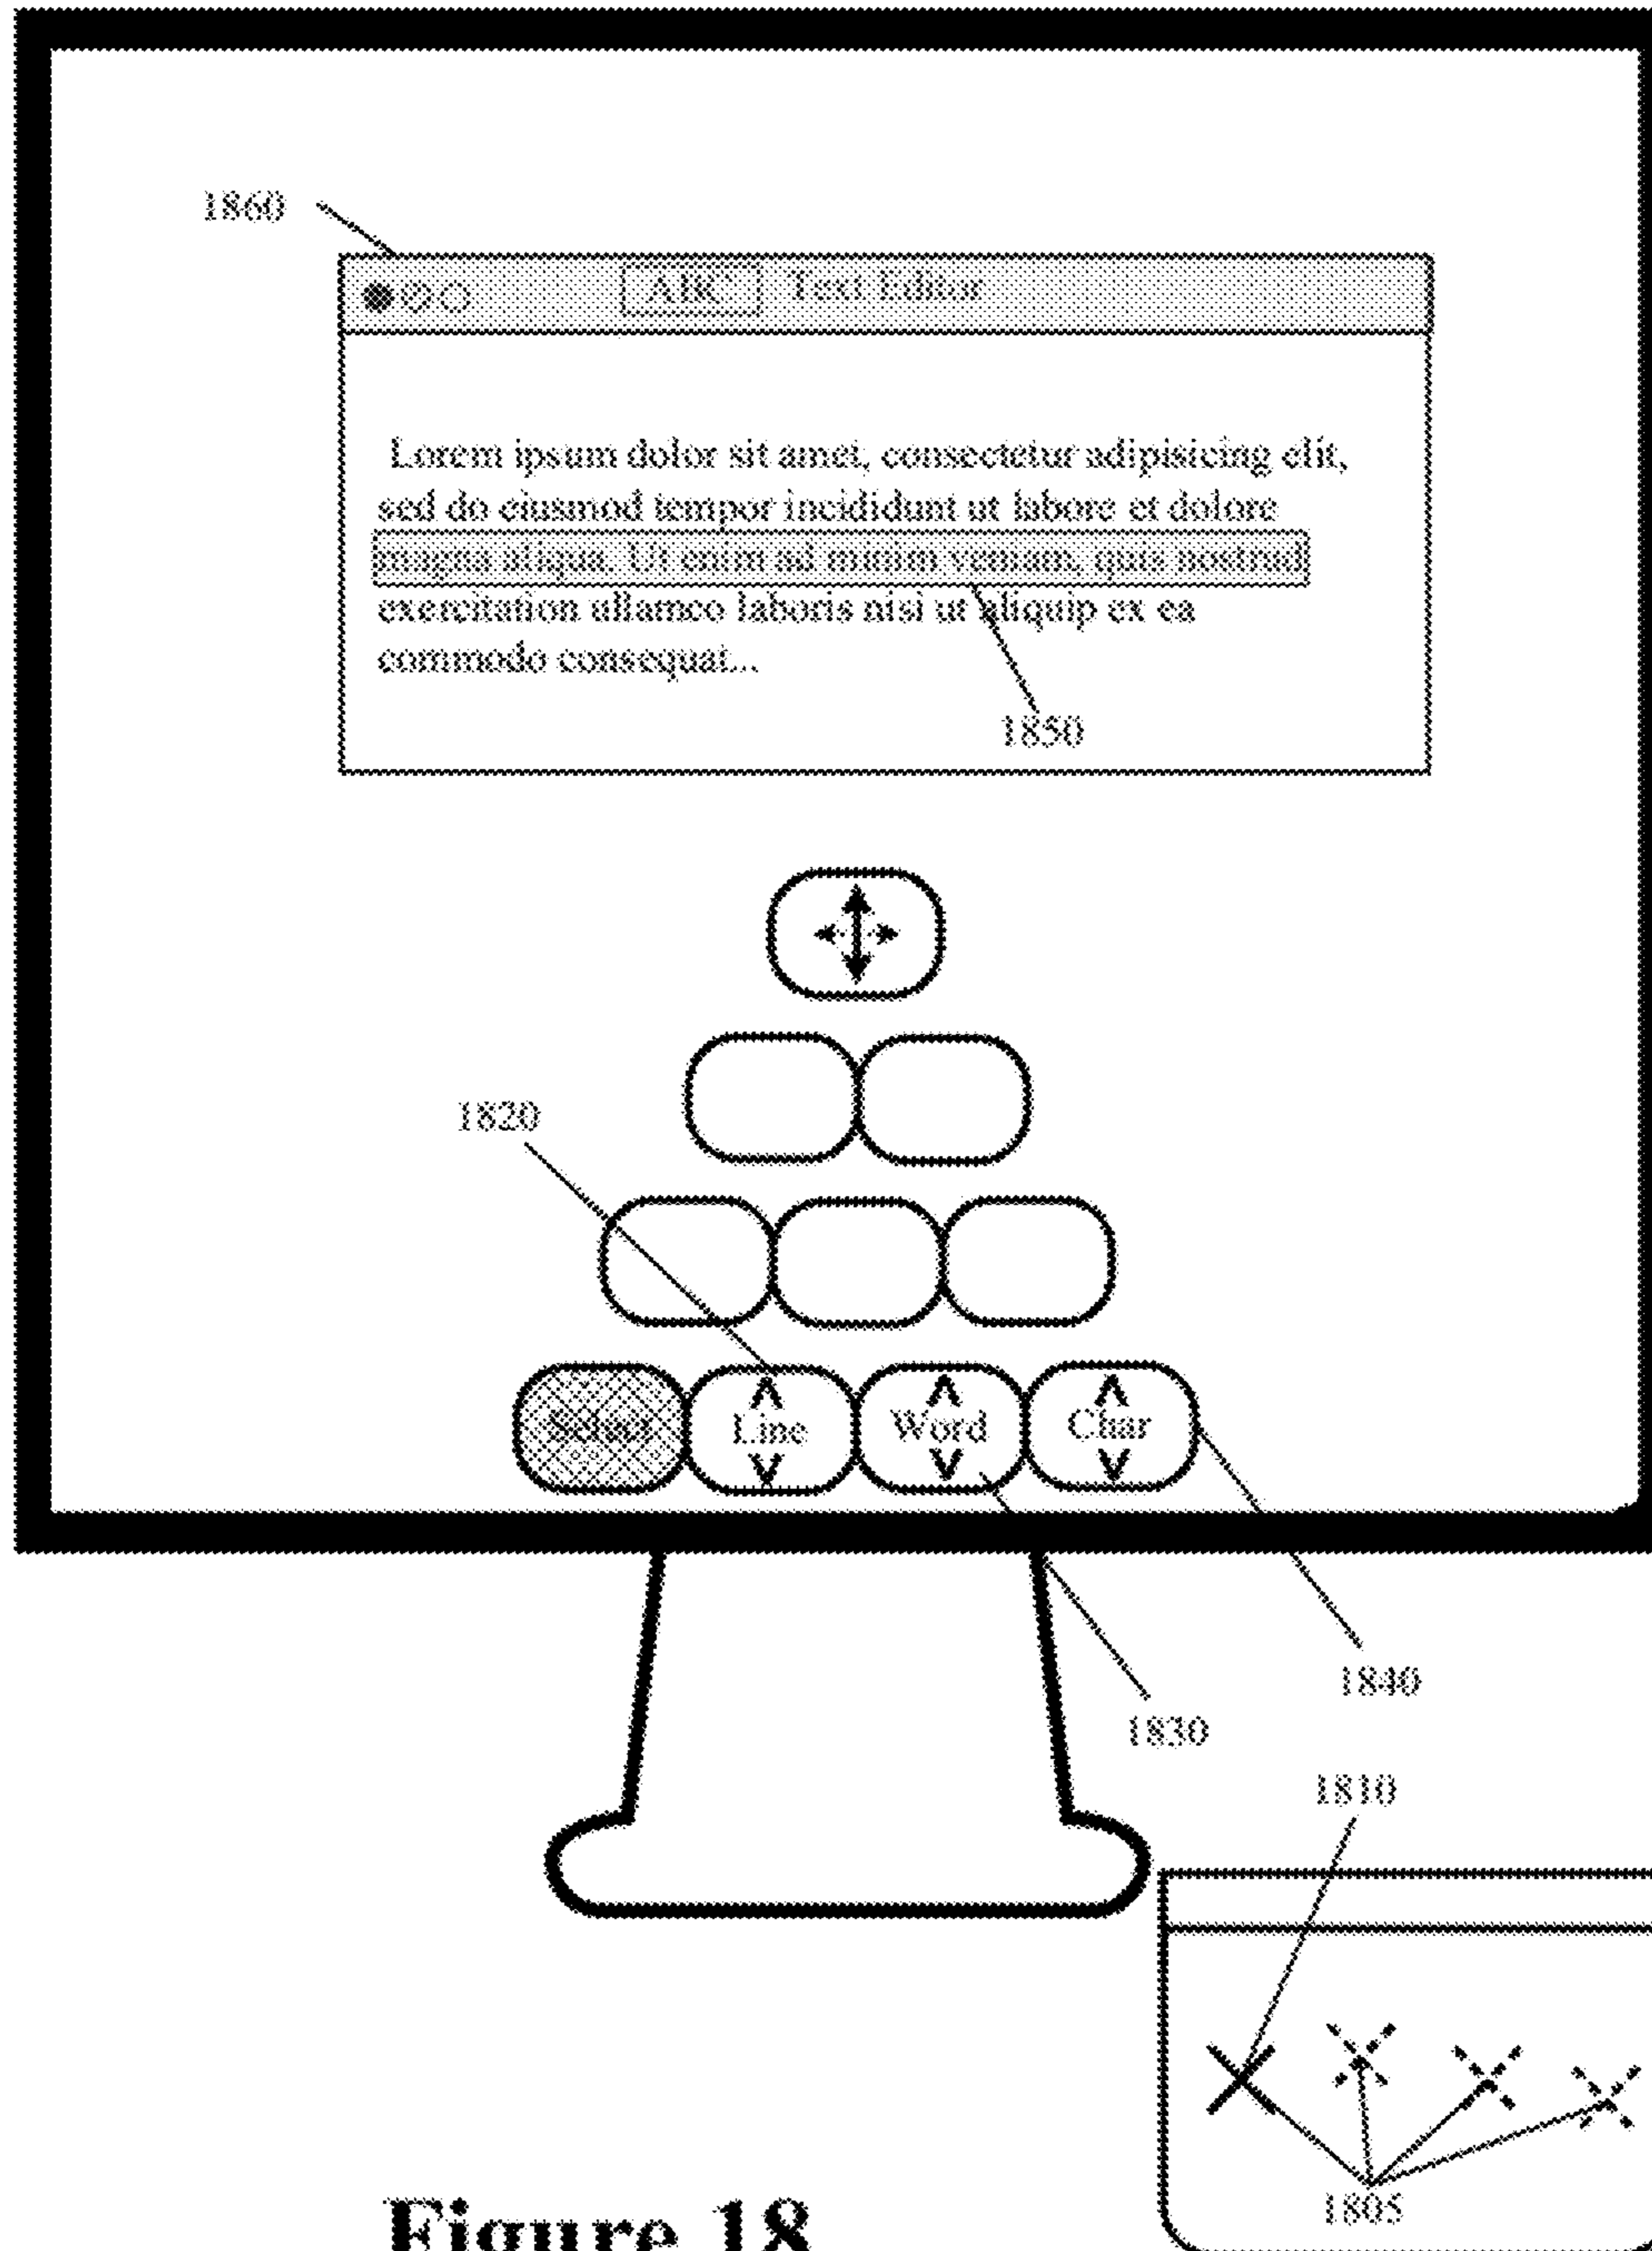 1860
ABC Text Editor
Lorem ipsum dolor sit amet, consectetur adipisicing elit,
sed do eiusmod tempor incididunt ut labore et dolore
magna aliqua. Ut enim ad minim veniam, quis nostrud
exercitation ullamco laboris nisi ut aliquip ex ea
commodo consequat...
1850
1820
Select Line Word Char
1840
1830
1810
1805
Figure 18